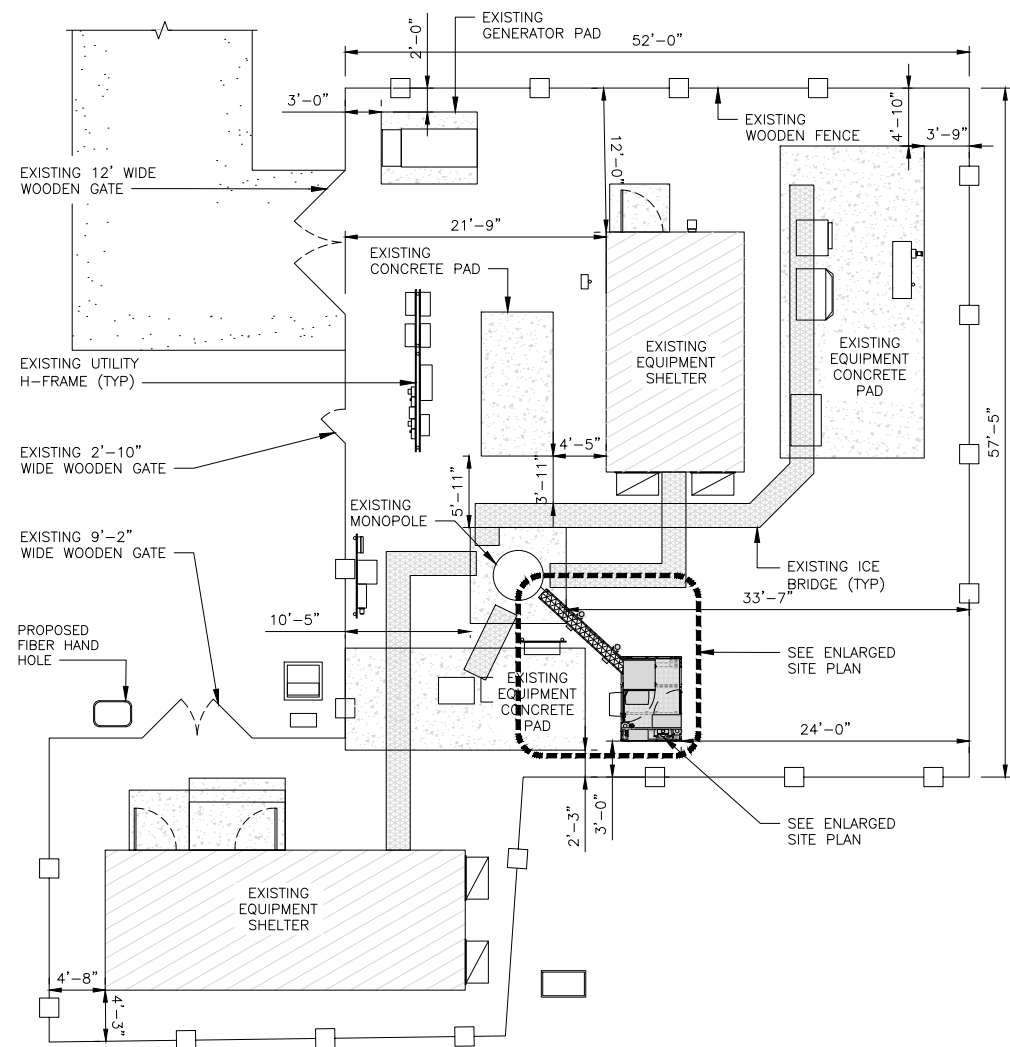 EXISTING
GENERATOR PAD
2'-0"
52'-0"
3'-0"
EXISTING
WOODEN FENCE
4'-10"
3'-9"
12'-0"
EXISTING 12' WIDE
WOODEN GATE
21'-9"
EXISTING
CONCRETE PAD
EXISTING
EQUIPMENT
SHELTER
EXISTING
EQUIPMENT
CONCRETE
PAD
EXISTING UTILITY
H-FRAME (TYP)
57'-5"
EXISTING 2'-10"
WIDE WOODEN GATE
4'-5"
5'-11"
3'-11"
EXISTING
MONOPOLE
EXISTING 9'-2"
WIDE WOODEN GATE
EXISTING ICE
BRIDGE (TYP)
33'-7"
10'-5"
PROPOSED
FIBER HAND
HOLE
SEE ENLARGED
SITE PLAN
EXISTING
EQUIPMENT
CONCRETE
PAD
24'-0"
2'-3"
3'-0"
SEE ENLARGED
SITE PLAN
EXISTING
EQUIPMENT
SHELTER
4'-8"
4'-3"